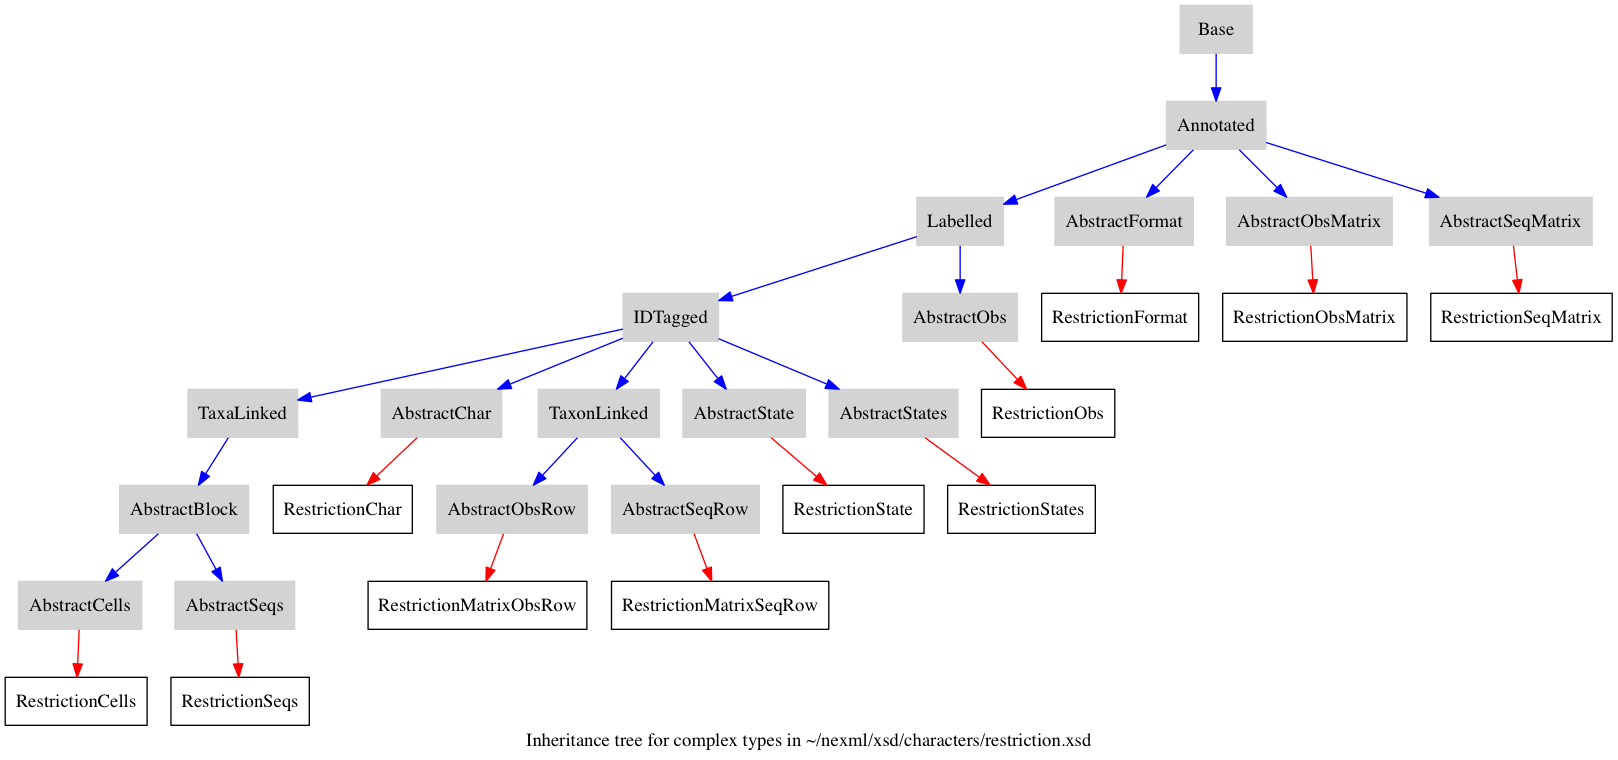 Base
Annotated
Labelled
AbstractFormat
AbstractObsMatrix
AbstractSeqMatrix
IDTagged
AbstractObs
RestrictionFormat
RestrictionObsMatrix
RestrictionSeqMatrix
TaxaLinked
AbstractChar
TaxonLinked
AbstractState
AbstractStates
RestrictionObs
AbstractBlock
RestrictionChar
AbstractObsRow
AbstractSeqRow
RestrictionState
RestrictionStates
AbstractCells
AbstractSeqs
RestrictionMatrixObsRow
RestrictionMatrixSeqRow
RestrictionCells
RestrictionSeqs
Inheritance tree for complex types in ~/nexml/xsd/characters/restriction.xsd